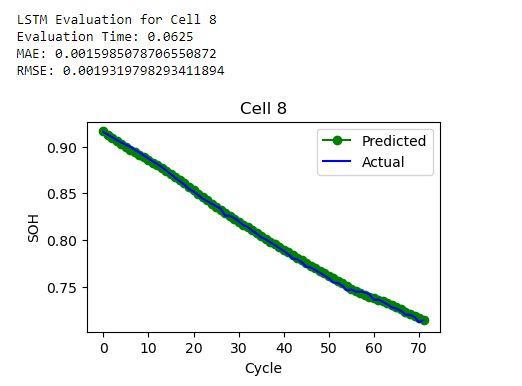 LSTM Evaluation for Cell 8
Evaluation Time: 0.0625
MAE: 0.0015985078706550872
RMSE: 0.0019319798293411894
Cell 8
Predicted
Actual
0.90
0.85
0.80
0.75
SOH
0 10 20 30 40 50 60 70
Cycle